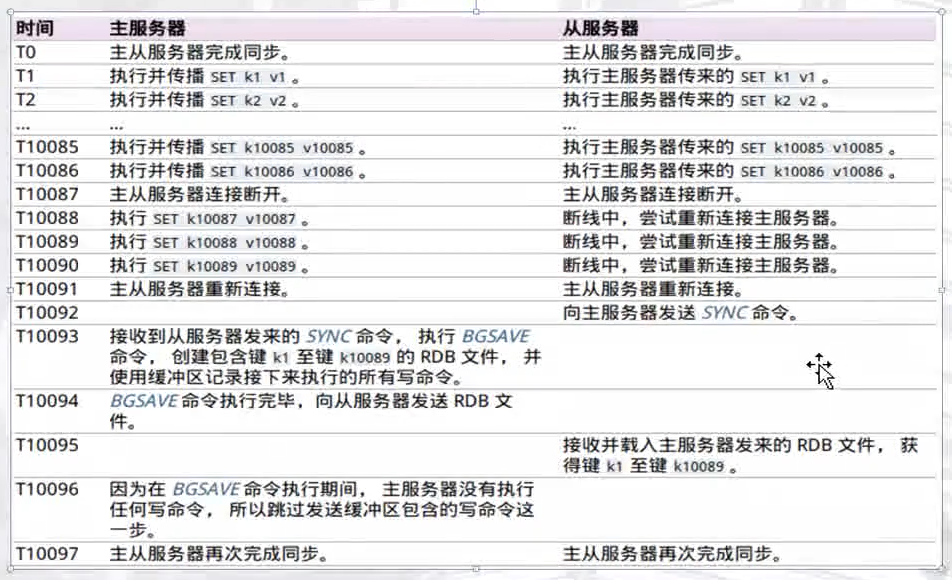 时间 主服务器 从服务器
T0 主从服务器完成同步。 主从服务器完成同步。
T1 执行并传播 SET k1 v1 。 执行主服务器传来的 SET k1 v1 。
T2 执行并传播 SET k2 v2 。 执行主服务器传来的 SET k2 v2 。
... ... ...
T10085 执行并传播 SET k10085 v10085 。 执行主服务器传来的 SET k10085 v10085 。
T10086 执行并传播 SET k10086 v10086 。 执行主服务器传来的 SET k10086 v10086 。
T10087 主从服务器连接断开。 主从服务器连接断开。
T10088 执行 SET k10087 v10087 。 断线中，尝试重新连接主服务器。
T10089 执行 SET k10088 v10088 。 断线中，尝试重新连接主服务器。
T10090 执行 SET k10089 v10089 。 断线中，尝试重新连接主服务器。
T10091 主从服务器重新连接。 主从服务器重新连接。
T10092 向主服务器发送 SYNC 命令。
T10093 接收到从服务器发来的 SYNC 命令， 执行 BGSAVE
命令， 创建包含键 k1 至键 k10089 的 RDB 文件， 并
使用缓冲区记录接下来执行的所有写命令。
T10094 BGSAVE 命令执行完毕，向从服务器发送 RDB 文
件。
T10095 接收并载入主服务器发来的 RDB 文件， 获
得键 k1 至键 k10089 。
T10096 因为在 BGSAVE 命令执行期间， 主服务器没有执行
任何写命令， 所以跳过发送缓冲区包含的写命令这
一步。
T10097 主从服务器再次完成同步。 主从服务器再次完成同步。